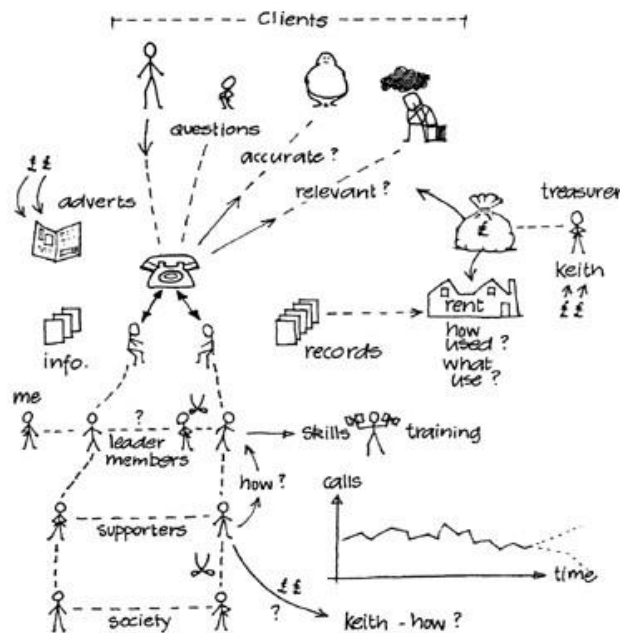 Clients
questions
accurate ?
relevant ?
£ £
adverts
treasurer
£
keith
£ £
rent
how
used ?
what
use ?
info.
records
me
?
leader
members
skills
training
how ?
calls
supporters
time
£ £
?
society
keith - how ?